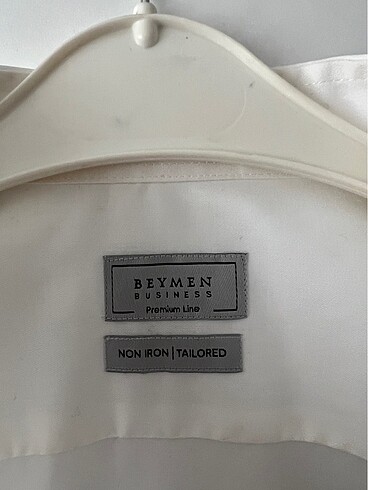 BEYMEN
BUSINESS
Premium Line
NON IRON | TAILORED